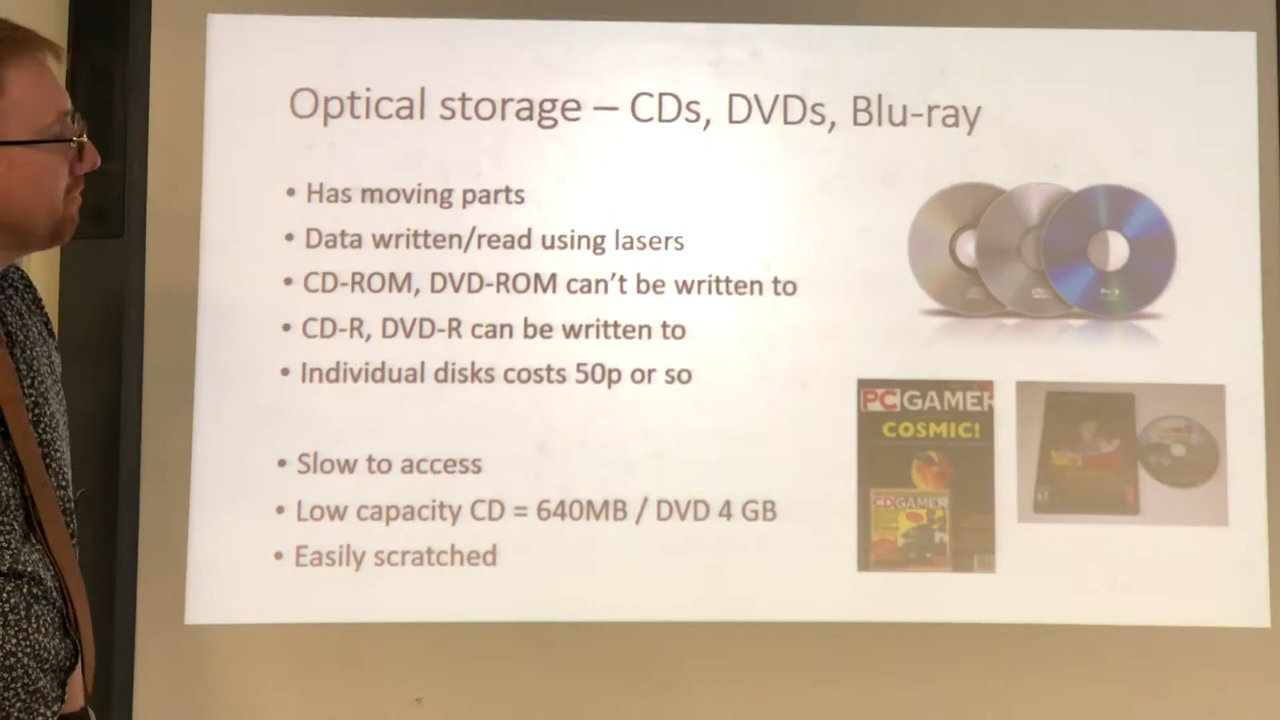 Optical storage – CDs, DVDs, Blu-ray
• Has moving parts
• Data written/read using lasers
• CD-ROM, DVD-ROM can't be written to
• CD-R, DVD-R can be written to
• Individual disks costs 50p or so
• Slow to access
• Low capacity CD = 640MB / DVD 4 GB
• Easily scratched
PC GAMER
COSMIC!
CD GAMER